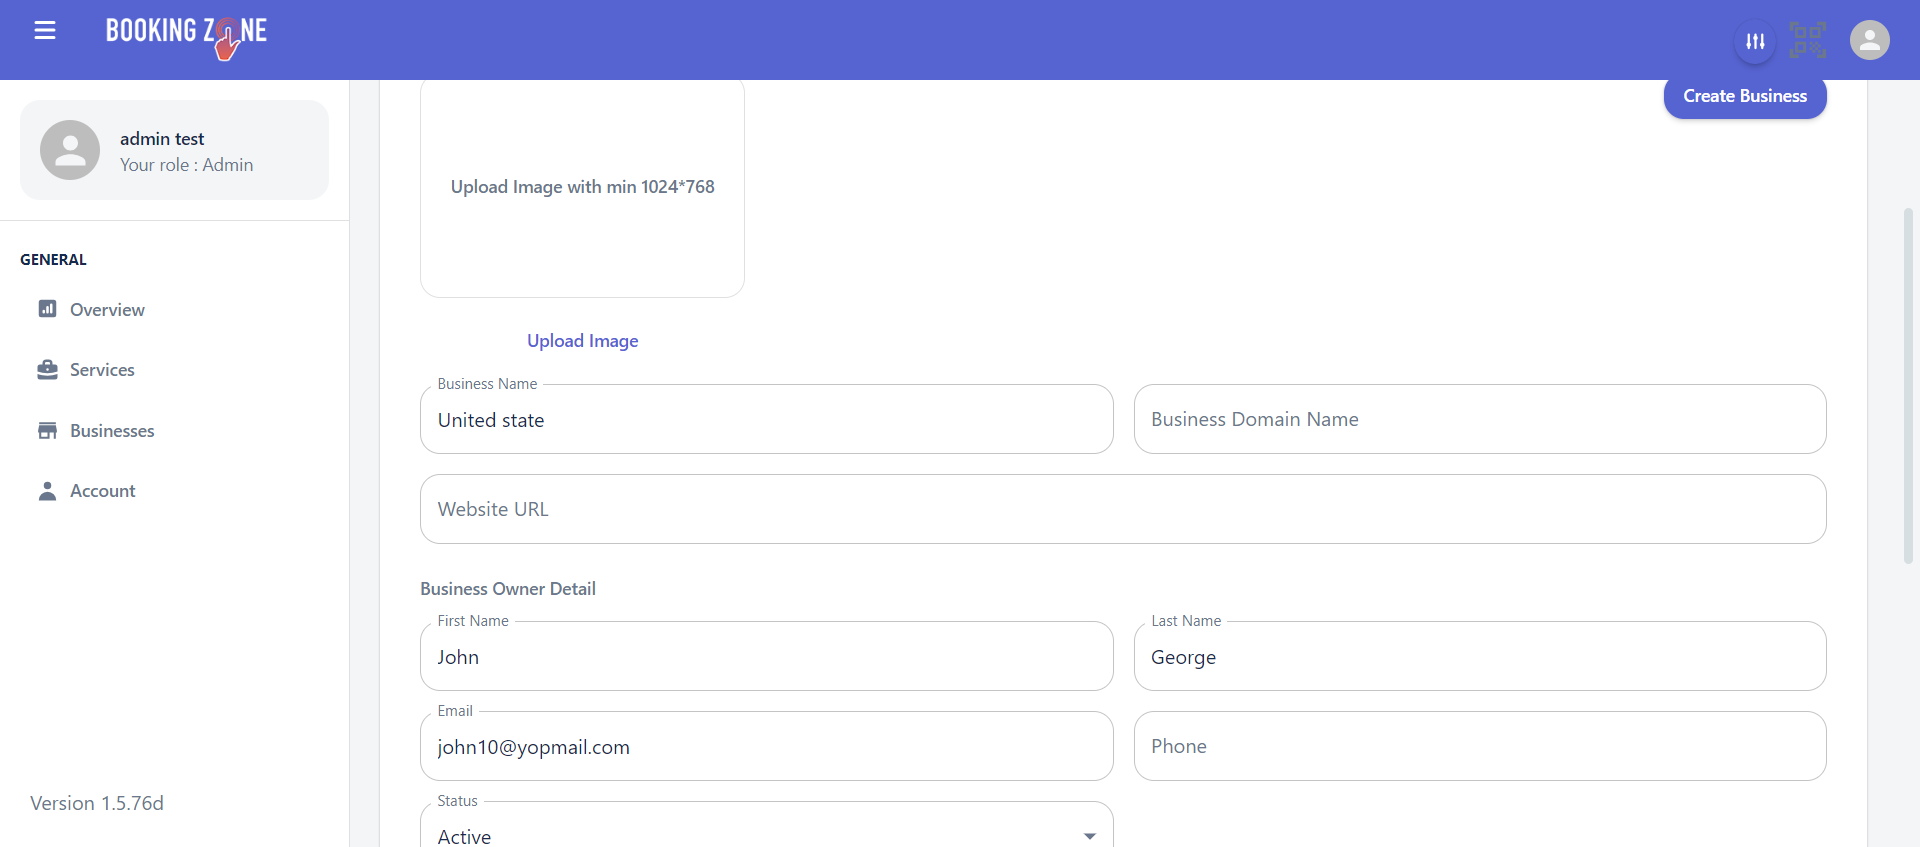 BOOKING ZONE
admin test
Your role : Admin
GENERAL
Overview
Services
Businesses
Account
Version 1.5.76d
Create Business
Upload Image with min 1024*768
Upload Image
Business Name
United state
Business Domain Name
Website URL
Business Owner Detail
First Name
John
Last Name
George
Email
john10@yopmail.com
Phone
Status
Active